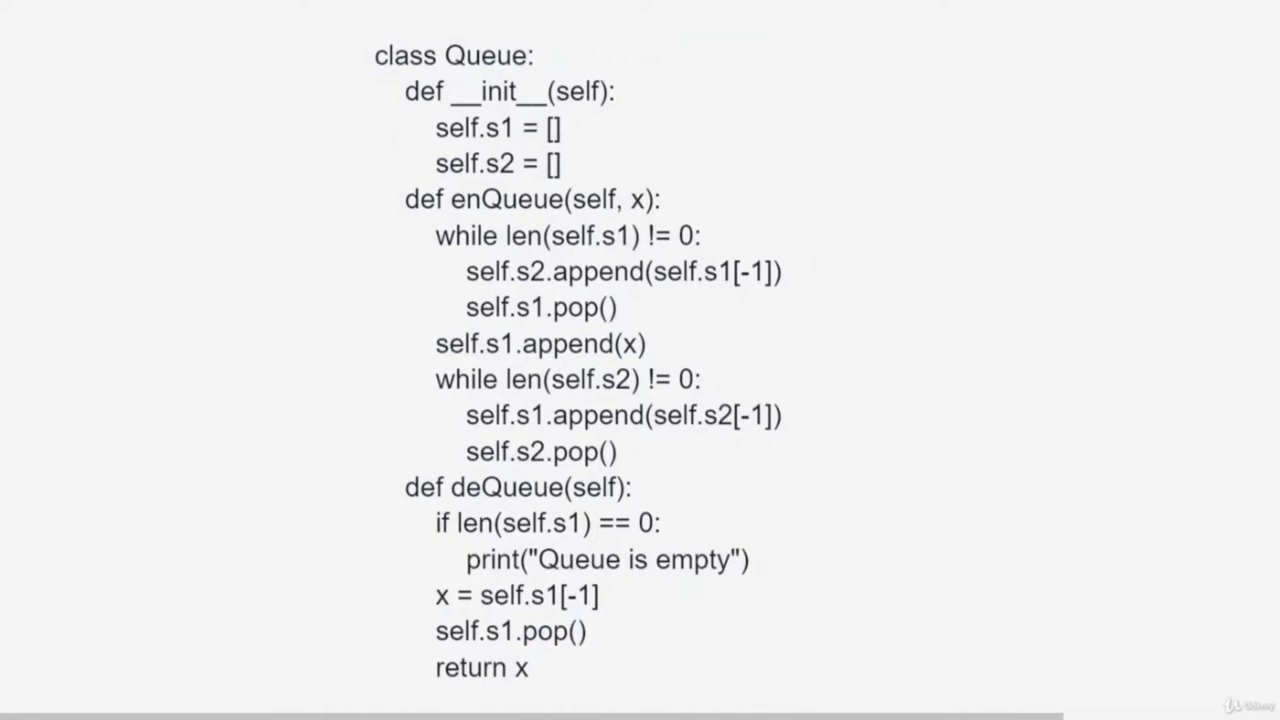 class Queue:
def __init__(self):
self.s1 = []
self.s2 = []
def enQueue(self, x):
while len(self.s1) != 0:
self.s2.append(self.s1[-1])
self.s1.pop()
self.s1.append(x)
while len(self.s2) != 0:
self.s1.append(self.s2[-1])
self.s2.pop()
def deQueue(self):
if len(self.s1) == 0:
print("Queue is empty")
x = self.s1[-1]
self.s1.pop()
return x
Udemy